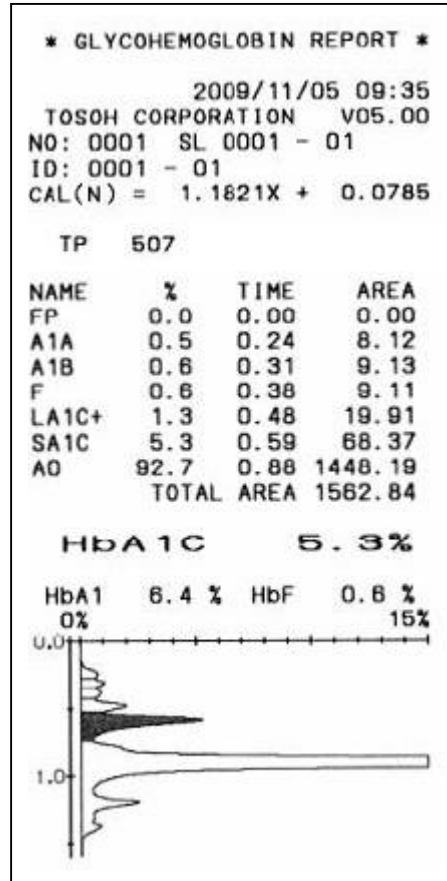 * GLYCOHEMOGLOBIN REPORT *
2009/11/05 09:35
TOSOH CORPORATION V05.00
NO: 0001 SL 0001 - 01
ID: 0001 - 01
CAL(N) = 1.1821X + 0.0785
TP 507
NAME % TIME AREA
FP 0.0 0.00 0.00
A1A 0.5 0.24 8.12
A1B 0.6 0.31 9.13
F 0.6 0.38 9.11
LA1C+ 1.3 0.48 19.91
SA1C 5.3 0.59 68.37
A0 92.7 0.88 1448.19
TOTAL AREA 1562.84
HbA1C 5.3%
HbA1 6.4 % HbF 0.6 %
0% 15%
0.0
1.0